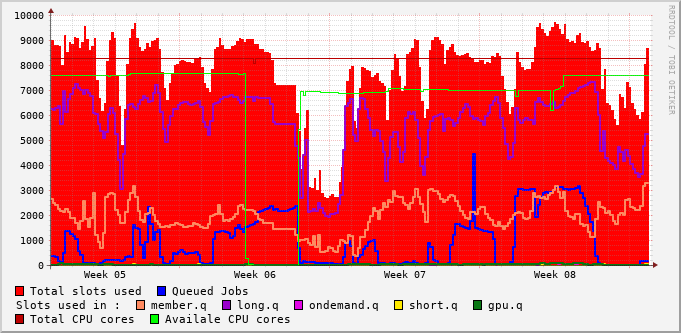 RRDTOOL / TOBI OETIKER
10000
9000
8000
7000
6000
5000
4000
3000
2000
1000
0
Week 05 Week 06 Week 07 Week 08
Total slots used Queued Jobs
Slots used in : member.q long.q ondemand.q short.q gpu.q
Total CPU cores Availale CPU cores